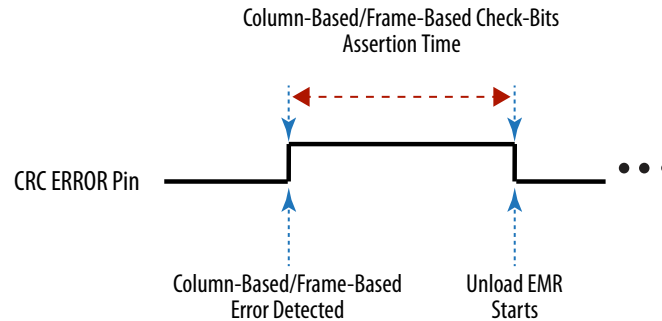 Column-Based/Frame-Based Check-Bits
Assertion Time
CRC ERROR Pin
Column-Based/Frame-Based
Error Detected
Unload EMR
Starts